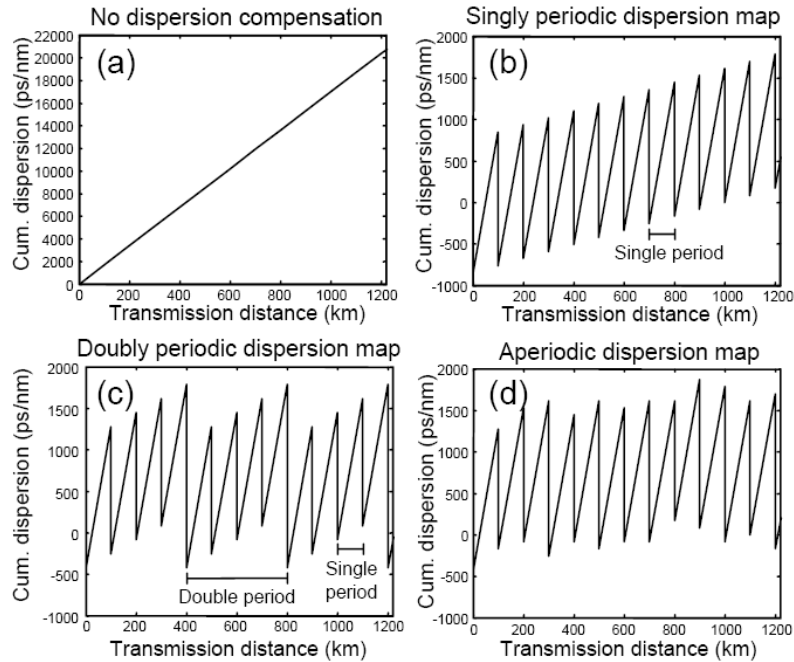 No dispersion compensation
(a)
Cum. dispersion (ps/nm)
22000
20000
18000
16000
14000
12000
10000
8000
6000
4000
2000
0
0 200 400 600 800 1000 1200
Transmission distance (km)
Singly periodic dispersion map
(b)
Cum. dispersion (ps/nm)
2000
1500
1000
500
0
-500
-1000
Single period
0 200 400 600 800 1000 1200
Transmission distance (km)
Doubly periodic dispersion map
(c)
Cum. dispersion (ps/nm)
2000
1500
1000
500
0
-500
-1000
Double period
Single
period
0 200 400 600 800 1000 1200
Transmission distance (km)
Aperiodic dispersion map
(d)
Cum. dispersion (ps/nm)
2000
1500
1000
500
0
-500
-1000
0 200 400 600 800 1000 1200
Transmission distance (km)